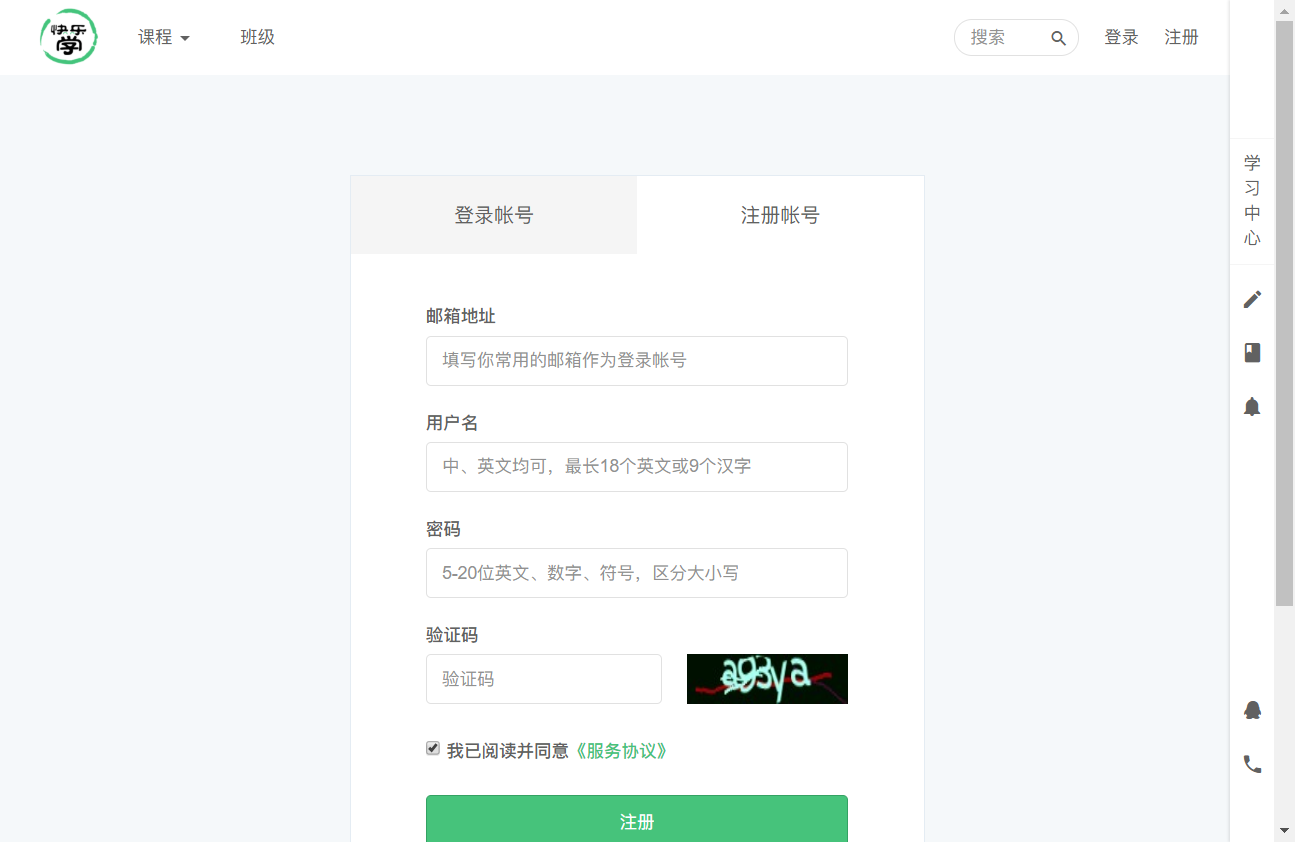 快乐
学
课程
班级
搜索
登录
注册
学
习
中
心
登录帐号
注册帐号
邮箱地址
填写你常用的邮箱作为登录帐号
用户名
中、英文均可，最长18个英文或9个汉字
密码
5-20位英文、数字、符号，区分大小写
验证码
验证码
我已阅读并同意《服务协议》
注册